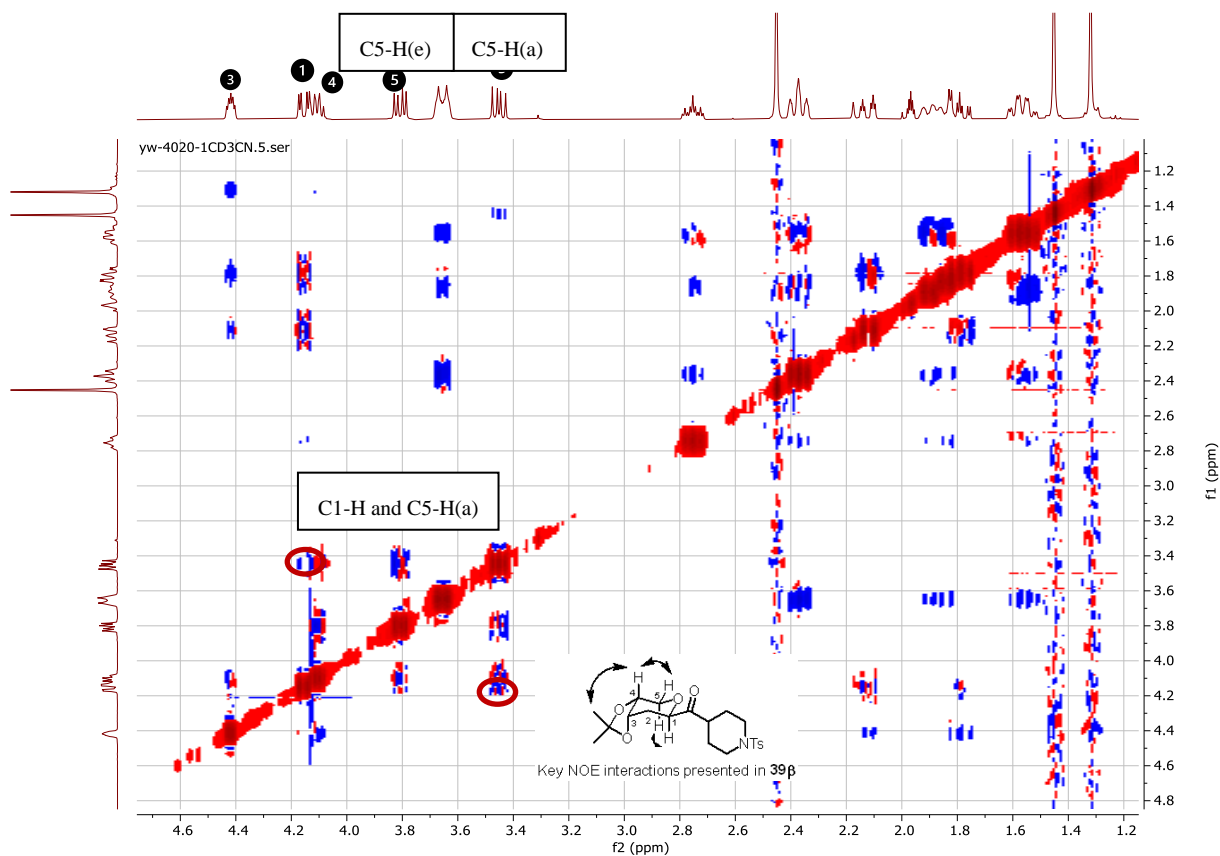 C5-H(e) C5-H(a)
3 1 4 5
yw-4020-1CD3CN.5.ser
C1-H and C5-H(a)
1.2
1.4
1.6
1.8
2.0
2.2
2.4
2.6
2.8
3.0
3.2
3.4
3.6
3.8
4.0
4.2
4.4
4.6
4.8
f1 (ppm)
H H
4 5 O O
O H
3 2 1
O H NTs
Key NOE interactions presented in 39β
4.6 4.4 4.2 4.0 3.8 3.6 3.4 3.2 3.0 2.8 2.6 2.4 2.2 2.0 1.8 1.6 1.4 1.2
f2 (ppm)